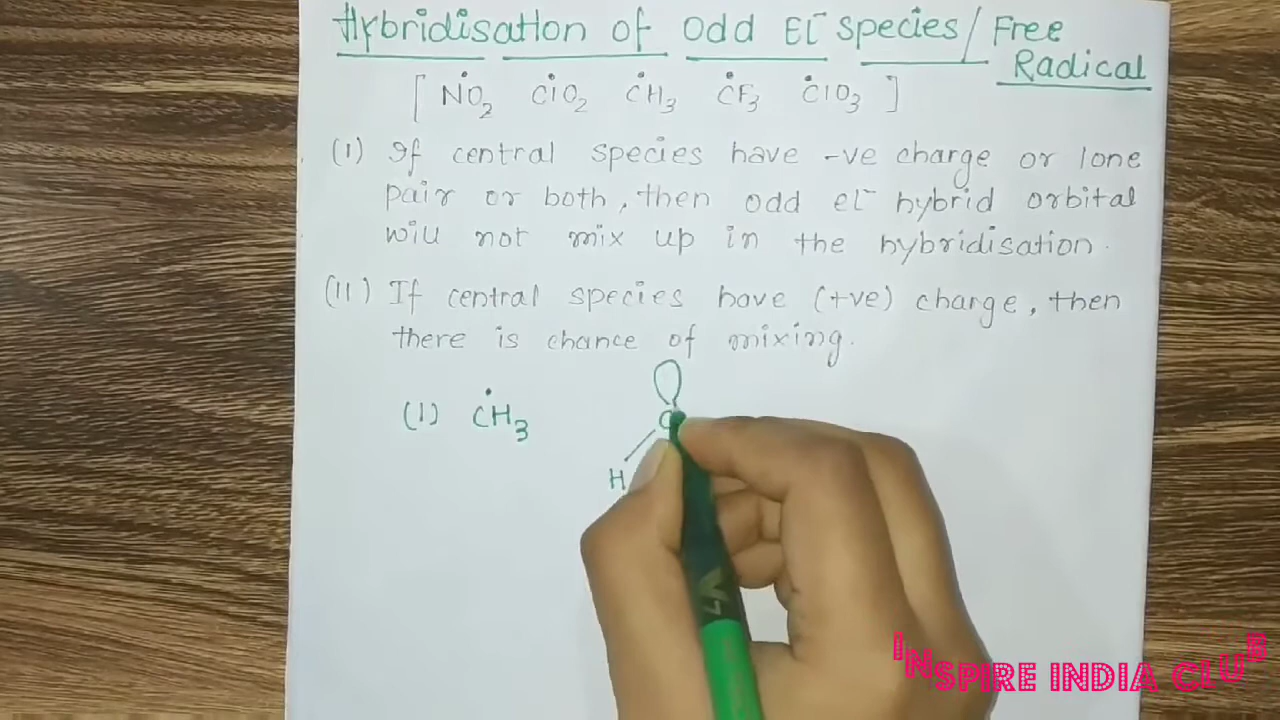 Hybridisation of odd El⁻ species/Free
Radical
[ṄO₂ ĊlO₂ ĊH₃ ĊF₃ ĊlO₃]
(I) If central species have -ve charge or lone
pair or both, then odd el⁻ hybrid orbital
will not mix up in the hybridisation.
(II) If central species have (+ve) charge, then
there is chance of mixing.
(I) ĊH₃
C
H
V7
INSPIRE INDIA CLUB